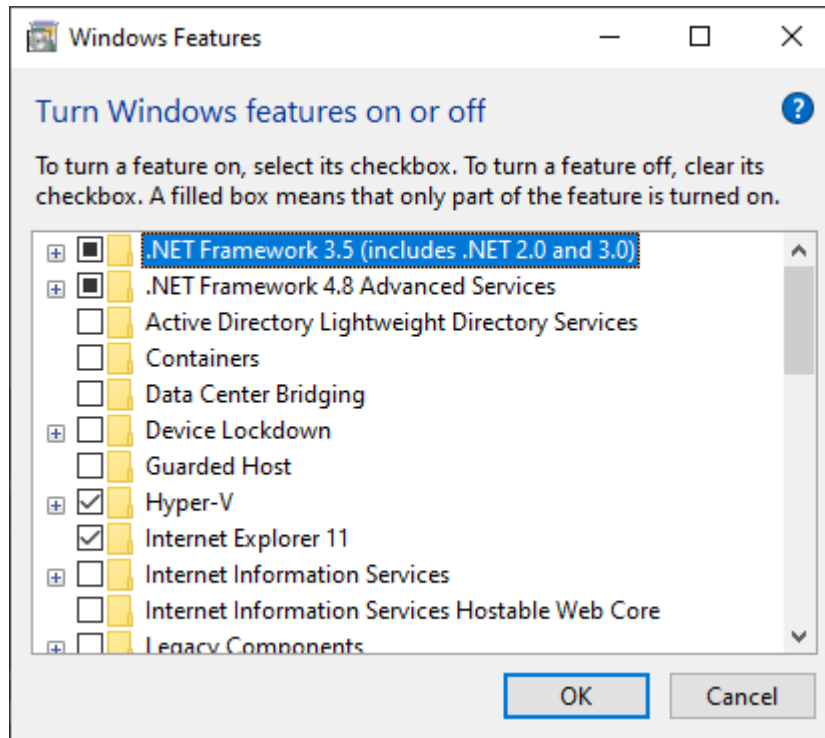 Windows Features
Turn Windows features on or off
To turn a feature on, select its checkbox. To turn a feature off, clear its
checkbox. A filled box means that only part of the feature is turned on.
.NET Framework 3.5 (includes .NET 2.0 and 3.0)
.NET Framework 4.8 Advanced Services
Active Directory Lightweight Directory Services
Containers
Data Center Bridging
Device Lockdown
Guarded Host
Hyper-V
Internet Explorer 11
Internet Information Services
Internet Information Services Hostable Web Core
Legacy Components
OK Cancel